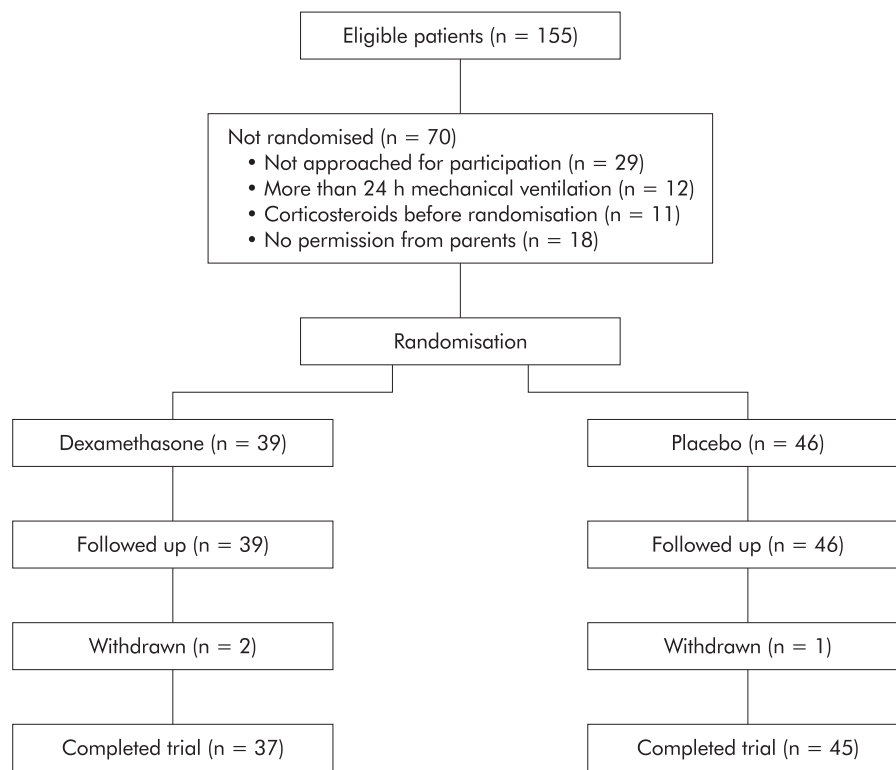 Eligible patients (n = 155)
Not randomised (n = 70)
• Not approached for participation (n = 29)
• More than 24 h mechanical ventilation (n = 12)
• Corticosteroids before randomisation (n = 11)
• No permission from parents (n = 18)
Randomisation
Dexamethasone (n = 39)
Placebo (n = 46)
Followed up (n = 39)
Followed up (n = 46)
Withdrawn (n = 2)
Withdrawn (n = 1)
Completed trial (n = 37)
Completed trial (n = 45)